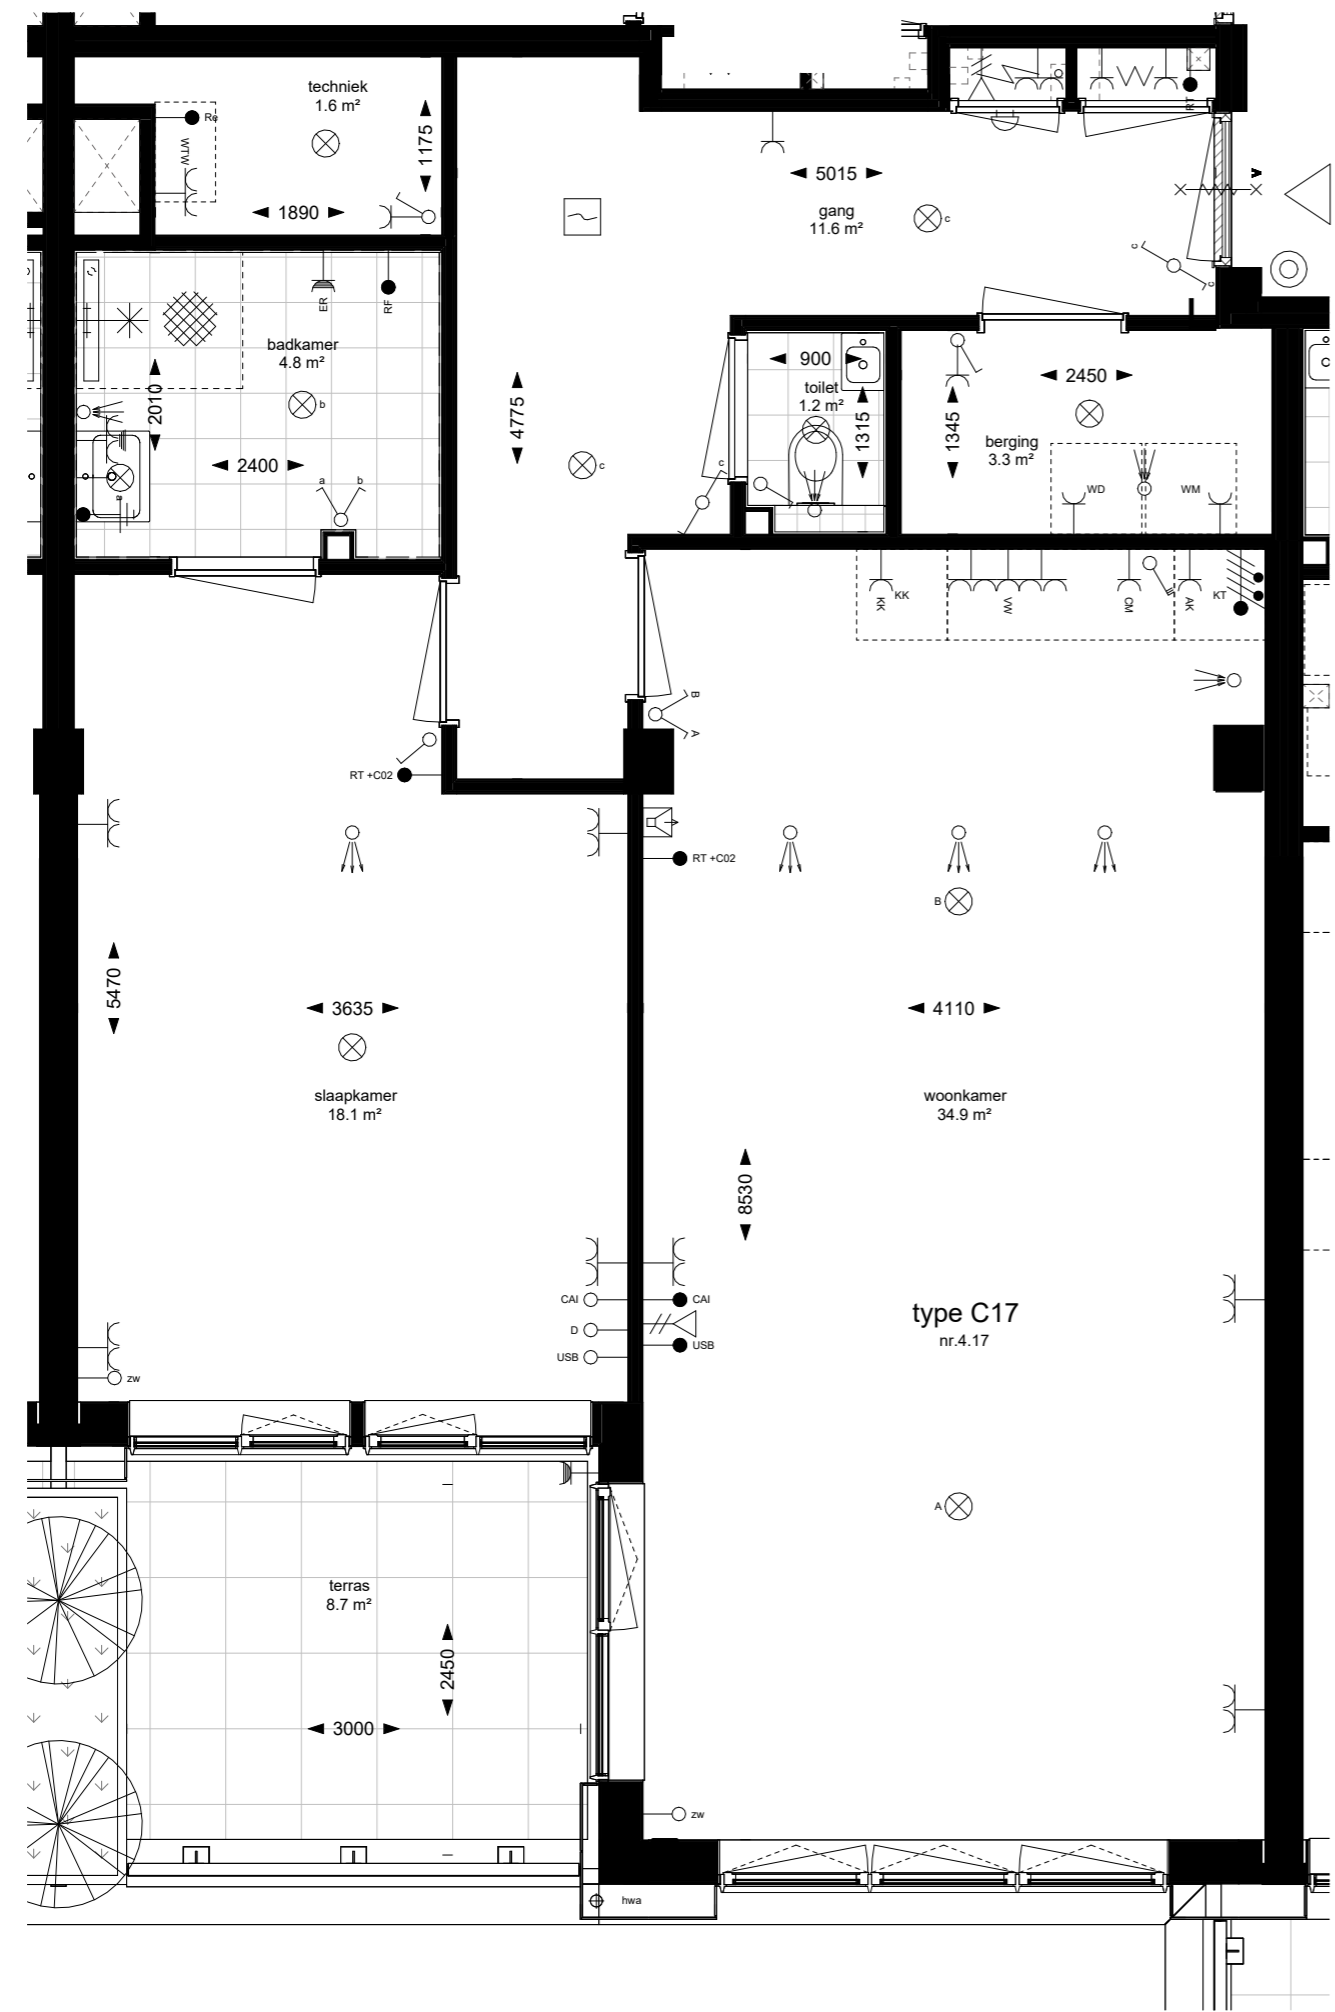 techniek
1.6 m²
Re
WTW
1175
1890
5015
gang
11.6 m²
c
RT
c
c
ER
RF
badkamer
4.8 m²
b
2010
2400
a
b
a
4775
c
c
900
toilet
1.2 m²
1315
2450
1345
berging
3.3 m²
WD
WM
KK
KK
VW
CM
AK
KT
B
A
RT +C02
RT +C02
B
5470
3635
4110
slaapkamer
18.1 m²
woonkamer
34.9 m²
8530
CAI
D
USB
CAI
USB
type C17
nr.4.17
zw
A
terras
8.7 m²
2450
3000
zw
hwa